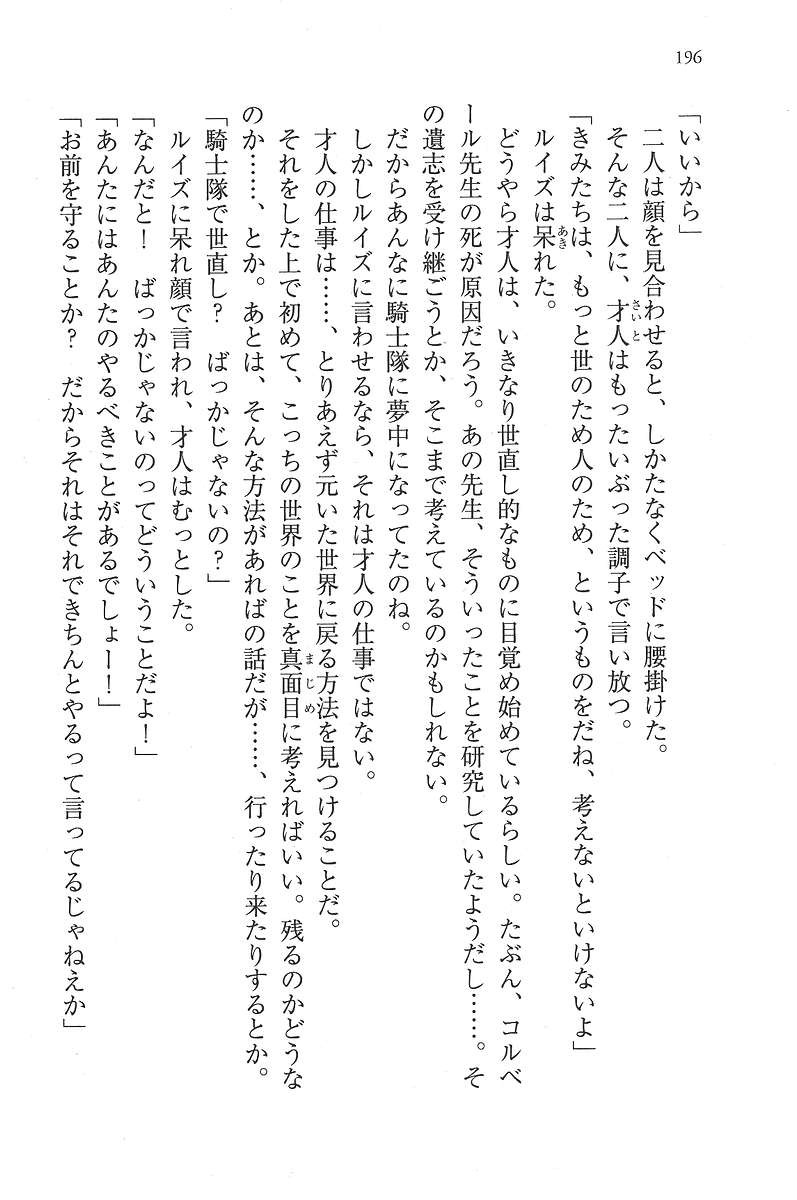 196
「いいから」
二人は顔を見合わせると、しかたなくベッドに腰掛けた。
そんな二人に、才人はもったいぶった調子で言い放つ。
「きみたちは、もっと世のため人のため、というものをだね、考えないといけないよ」
ルイズは呆れた。
どうやら才人は、いきなり世直し的なものに目覚め始めているらしい。たぶん、コルベ
ール先生の死が原因だろう。あの先生、そういったことを研究していたようだし……。そ
の遺志を受け継ごうとか、そこまで考えているのかもしれない。
だからあんなに騎士隊に夢中になってたのね。
しかしルイズに言わせるなら、それは才人の仕事ではない。
才人の仕事は……、とりあえず元いた世界に戻る方法を見つけることだ。
それをした上で初めて、こっちの世界のことを真面目に考えればいい。残るのかどうな
のか……、とか。あとは、そんな方法があればの話だが……、行ったり来たりするとか。
「騎士隊で世直し？　ばっかじゃないの？」
ルイズに呆れ顔で言われ、才人はむっとした。
「なんだと！　ばっかじゃないのってどういうことだよ！」
「あんたにはあんたのやるべきことがあるでしょー！」
「お前を守ることか？　だからそれはそれできちんとやるって言ってるじゃねえか」
さいと
あき
まじめ